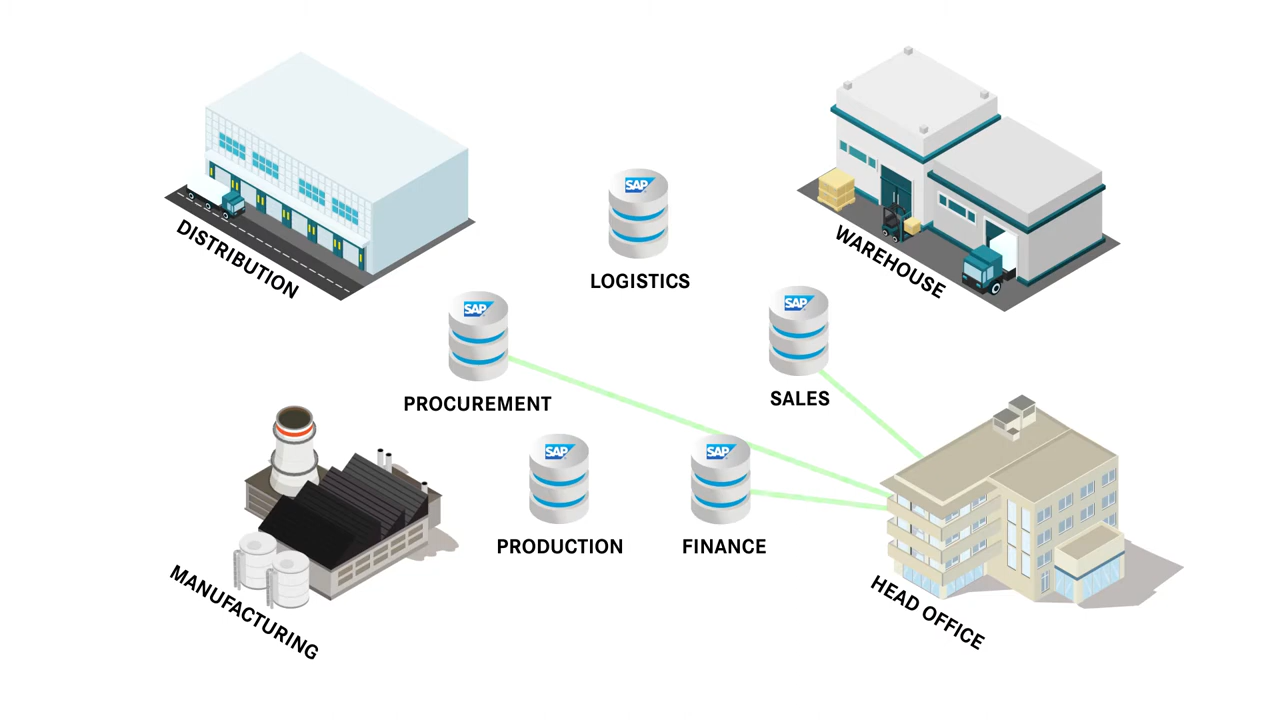 SAP
LOGISTICS
DISTRIBUTION
WAREHOUSE
SAP
PROCUREMENT
SAP
SALES
SAP
PRODUCTION
SAP
FINANCE
MANUFACTURING
HEAD OFFICE